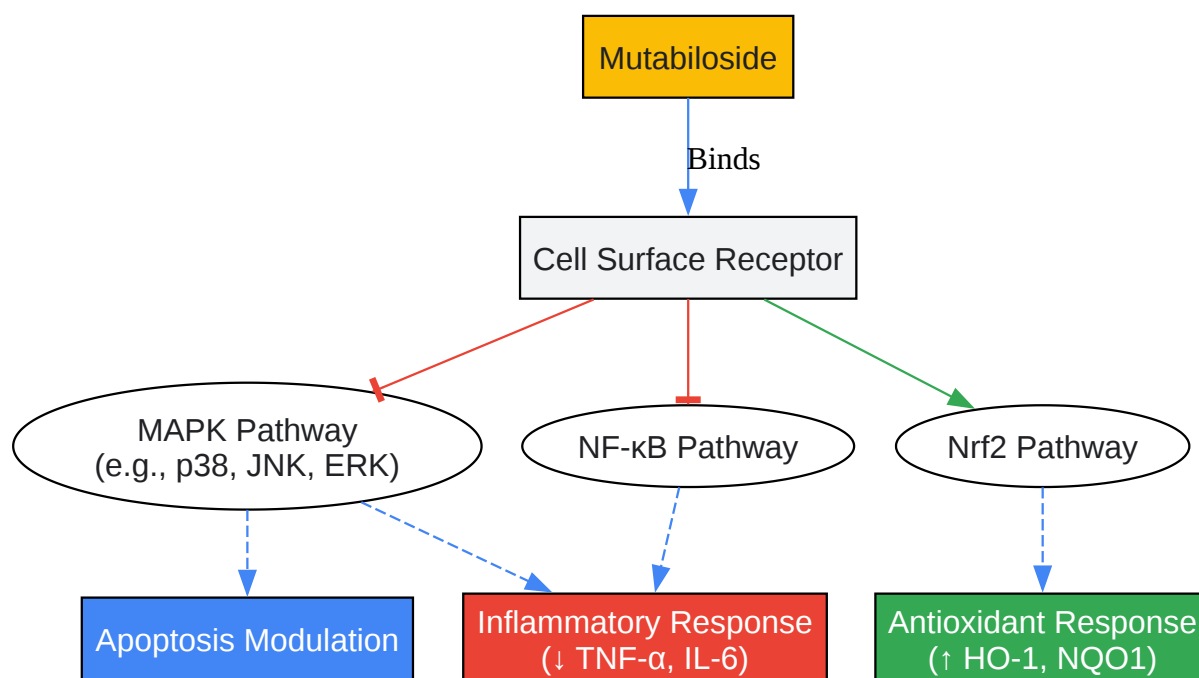 Mutabiloside
Binds
Cell Surface Receptor
MAPK Pathway
(e.g., p38, JNK, ERK)
NF-κB Pathway
Nrf2 Pathway
Apoptosis Modulation
Inflammatory Response
(↓ TNF-α, IL-6)
Antioxidant Response
(↑ HO-1, NQO1)